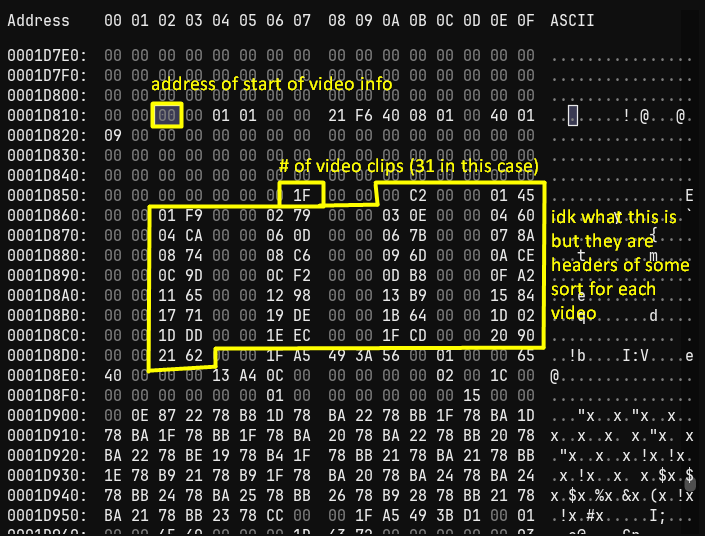 Address 00 01 02 03 04 05 06 07 08 09 0A 0B 0C 0D 0E 0F ASCII
0001D7E0: 00 00 00 00 00 00 00 00 00 00 00 00 00 00 00 00 ................
0001D7F0: 00 00 00 00 00 00 00 00 00 00 00 00 00 00 00 00 ................
0001D800: 00 00 00 00 00 00 00 00 00 00 00 00 00 00 00 00 ................
address of start of video info
0001D810: 00 00 00 00 01 01 00 00 21 F6 40 08 01 00 40 01 ........!.@...@.
0001D820: 09 00 00 00 00 00 00 00 00 00 00 00 00 00 00 00 ................
0001D830: 00 00 00 00 00 00 00 00 00 00 00 00 00 00 00 00 ................
0001D840: 00 00 00 00 00 00 00 00 00 00 00 00 00 00 00 00 ................
# of video clips (31 in this case)
0001D850: 00 00 00 00 00 00 00 1F 00 00 00 C2 00 00 01 45 ...............E
0001D860: 00 00 01 F9 00 00 02 79 00 00 03 0E 00 00 04 60
0001D870: 00 00 04 CA 00 00 06 0D 00 00 06 7B 00 00 07 8A
0001D880: 00 00 08 74 00 00 08 C6 00 00 09 6D 00 00 0A CE
0001D890: 00 00 0C 9D 00 00 0C F2 00 00 0D B8 00 00 0F A2
0001D8A0: 00 00 11 65 00 00 12 98 00 00 13 B9 00 00 15 84
0001D8B0: 00 00 17 71 00 00 19 DE 00 00 1B 64 00 00 1D 02
0001D8C0: 00 00 1D DD 00 00 1E EC 00 00 1F CD 00 00 20 90
idk what this is
but they are
headers of some
sort for each
video
0001D8D0: 00 00 21 62 00 00 1F A5 49 3A 56 00 01 00 00 65 ..!b....I:V....e
0001D8E0: 40 00 00 00 13 A4 0C 00 00 00 00 00 02 00 1C 00 @...............
0001D8F0: 00 00 00 00 00 00 01 00 00 00 00 00 00 15 00 00 ................
0001D900: 00 0E 87 22 78 B8 1D 78 BA 22 78 BB 1F 78 BA 1D ..."x..x."x..x..
0001D910: 78 BA 1F 78 BB 1F 78 BA 20 78 BA 22 78 BB 20 78 x..x..x. x."x. x
0001D920: BA 22 78 BE 19 78 B4 1F 78 BB 21 78 BA 21 78 BB ."x..x..x.!x.!x.
0001D930: 1E 78 B9 21 78 B9 1F 78 BA 20 78 BA 24 78 BA 24 .x.!x..x. x.$x.$
0001D940: 78 BB 24 78 BA 25 78 BB 26 78 B9 28 78 BB 21 78 x.$x.%x.&x.(x.!x
0001D950: BA 21 78 BB 23 78 CC 00 00 1F A5 49 3B D1 00 01 .!x.#x.....I;...